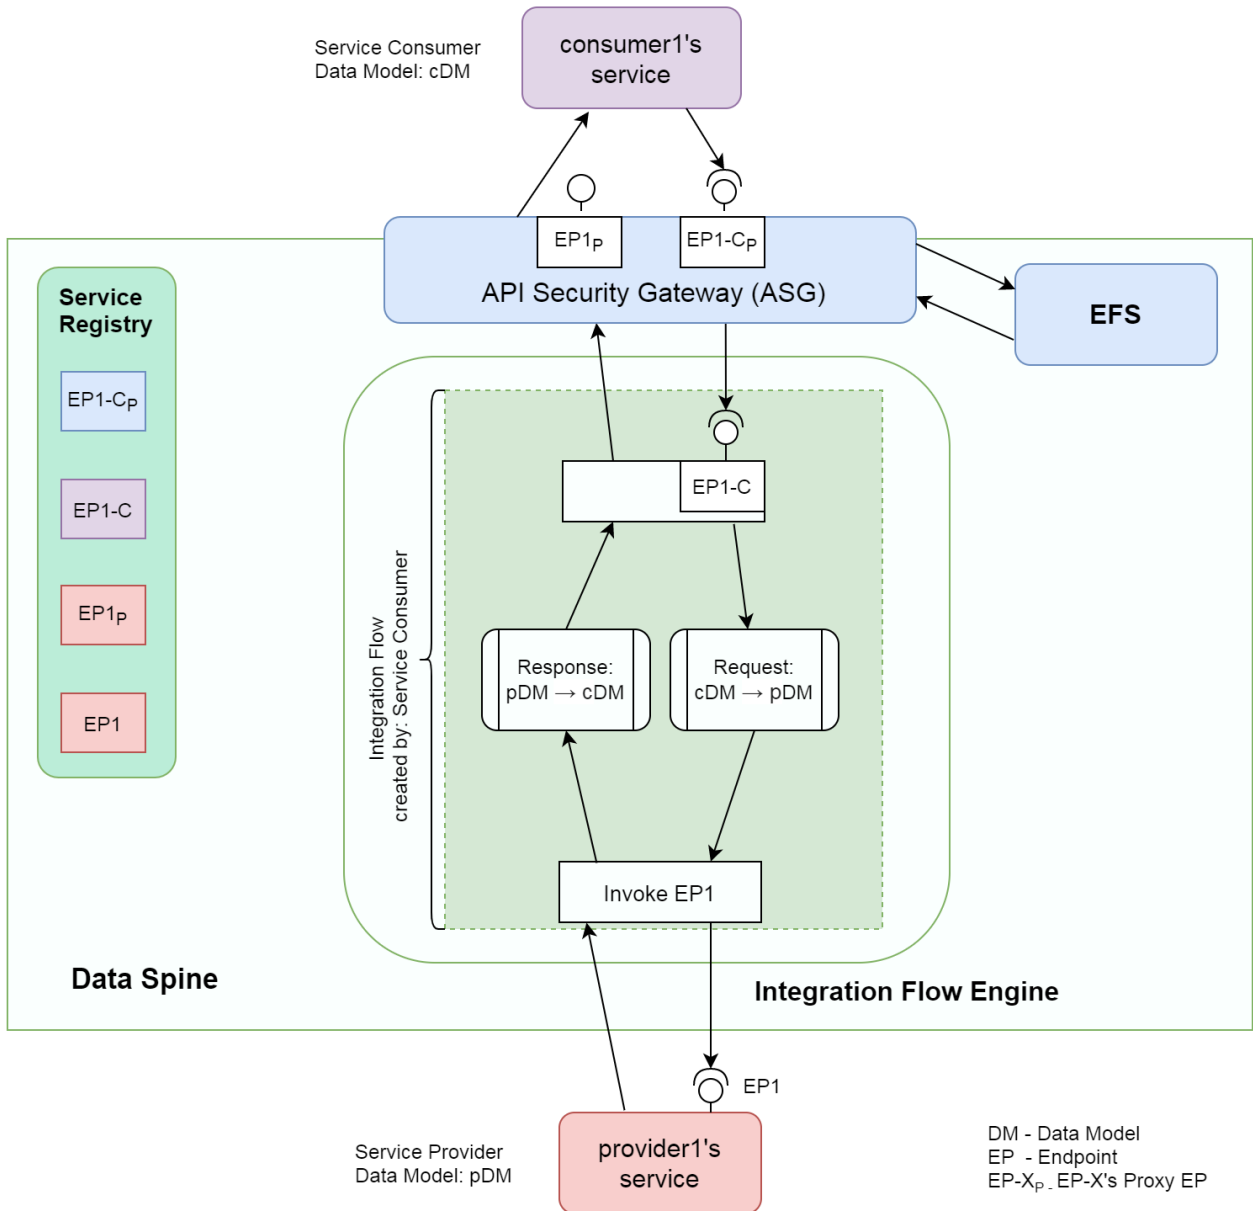 consumer1's
service
Service Consumer
Data Model: cDM
EP1P
EP1-CP
API Security Gateway (ASG)
EFS
Service
Registry
EP1-CP
EP1-C
EP1P
EP1
EP1-C
Integration Flow
created by: Service Consumer
Response:
pDM → cDM
Request:
cDM → pDM
Invoke EP1
Data Spine
Integration Flow Engine
EP1
Service Provider
Data Model: pDM
provider1's
service
DM - Data Model
EP - Endpoint
EP-XP - EP-X's Proxy EP